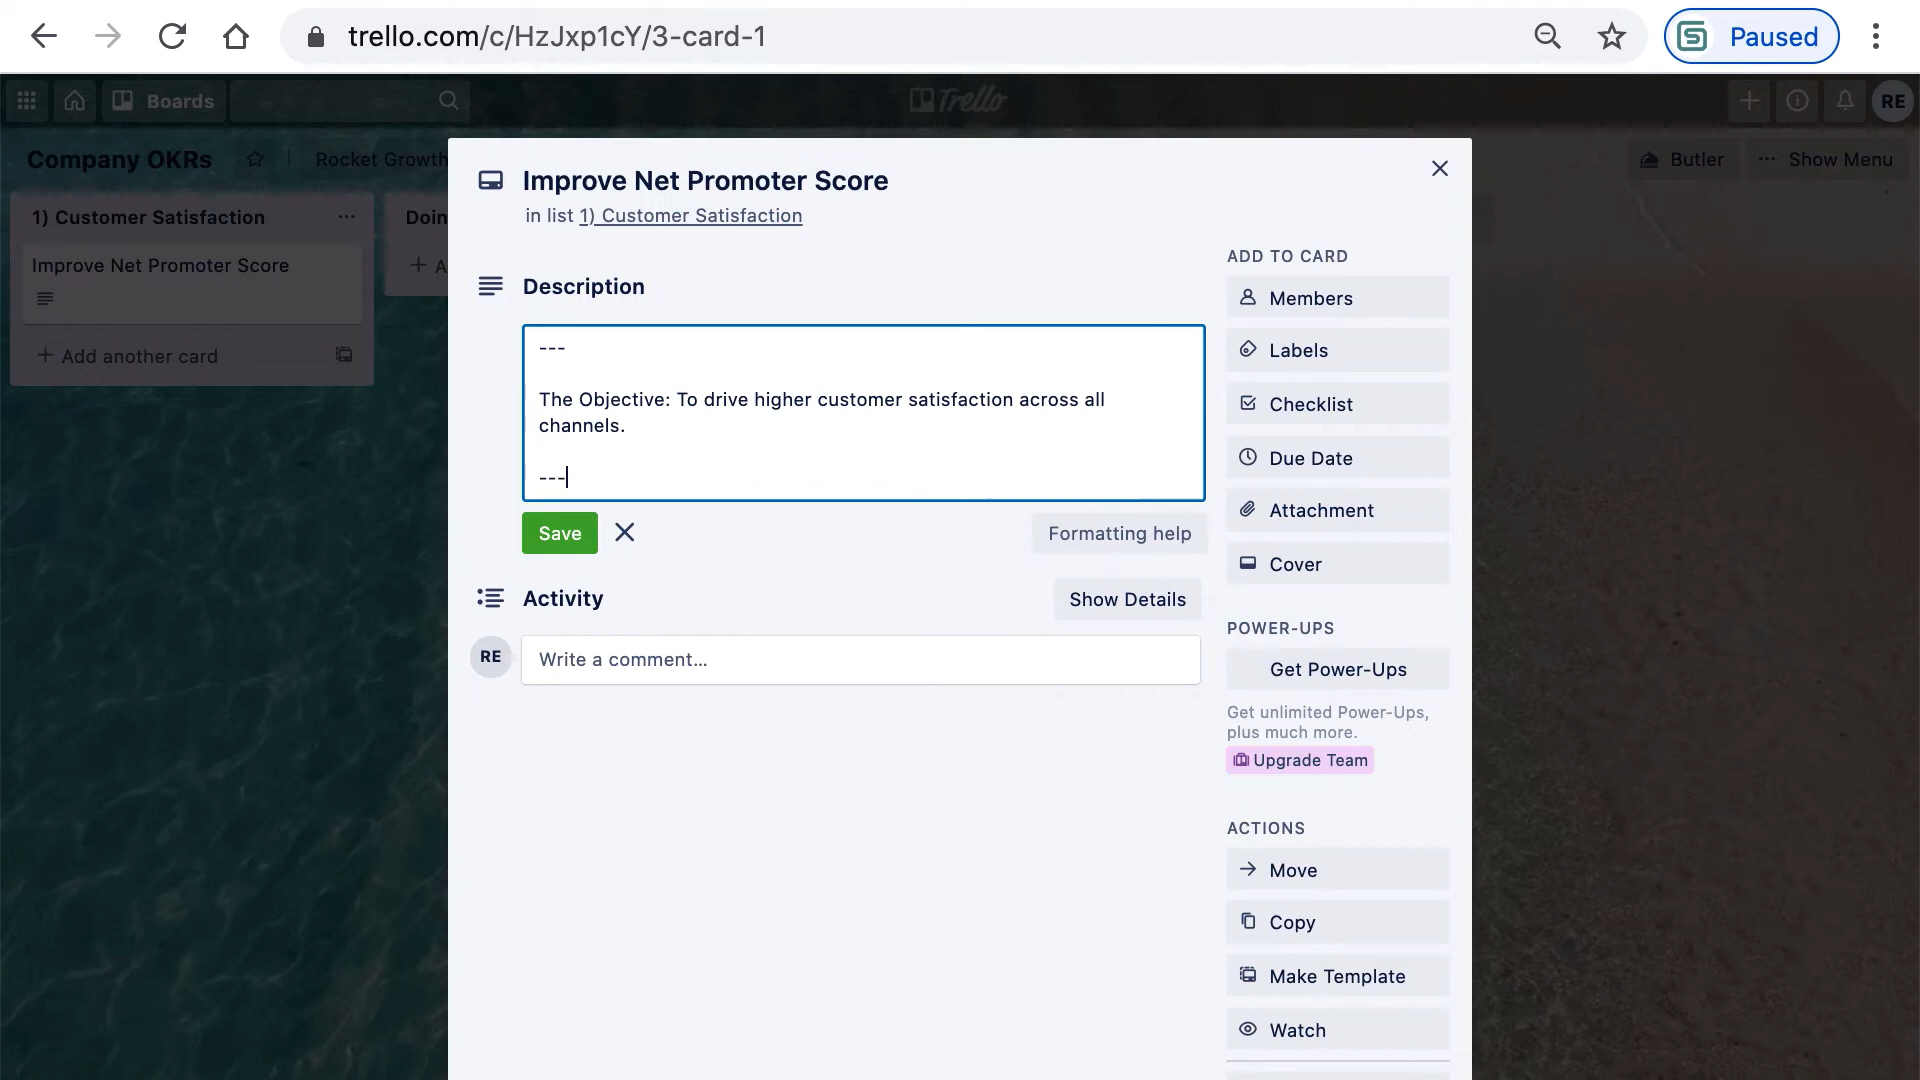 trello.com/c/HzJxp1cY/3-card-1
Paused
Boards
Trello
RE
Company OKRs
Rocket Growth
Butler
··· Show Menu
1) Customer Satisfaction ···
Doin
Improve Net Promoter Score
+ A
+ Add another card
Improve Net Promoter Score
in list 1) Customer Satisfaction
Description
---
The Objective: To drive higher customer satisfaction across all
channels.
---
Save
Formatting help
Activity
Show Details
RE
Write a comment...
ADD TO CARD
Members
Labels
Checklist
Due Date
Attachment
Cover
POWER-UPS
Get Power-Ups
Get unlimited Power-Ups,
plus much more.
Upgrade Team
ACTIONS
Move
Copy
Make Template
Watch